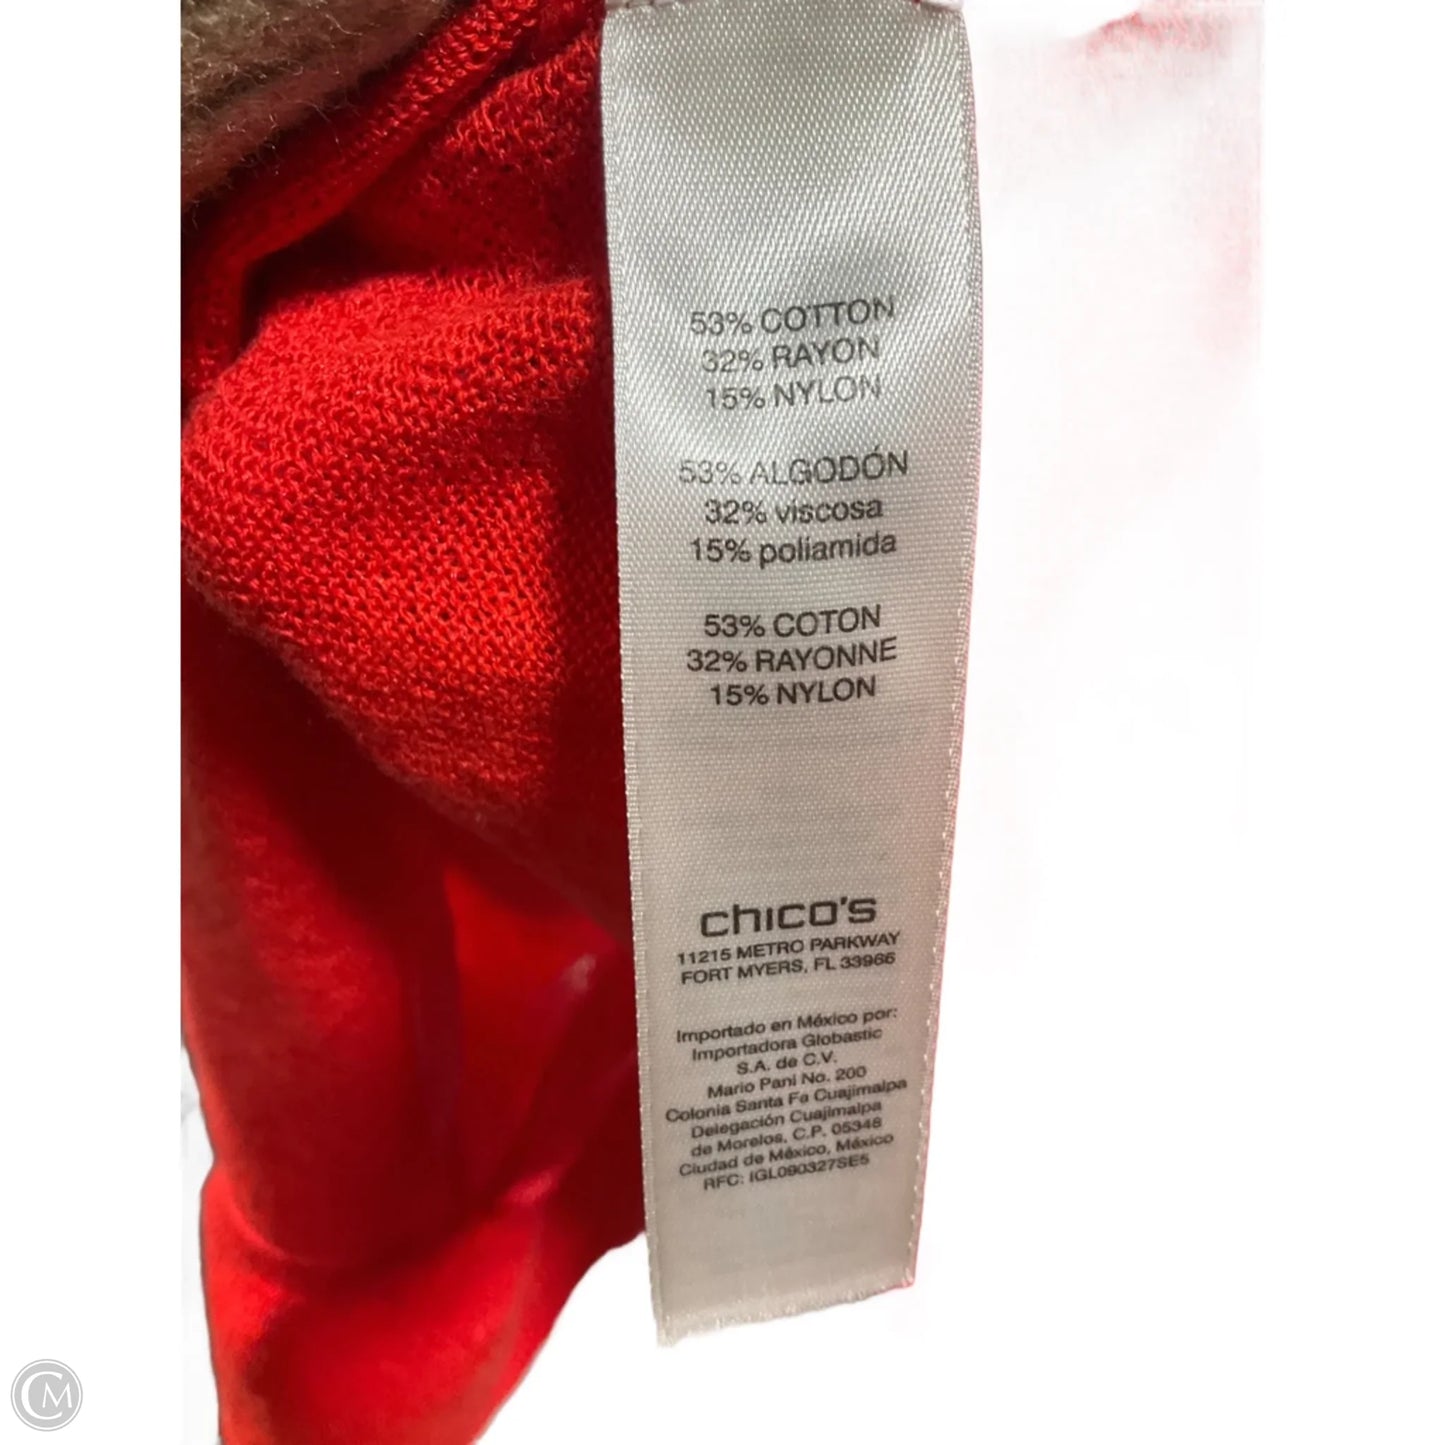 53% COTTON
32% RAYON
15% NYLON
53% ALGODÓN
32% viscosa
15% poliamida
53% COTON
32% RAYONNE
15% NYLON
chico's
11215 METRO PARKWAY
FORT MYERS, FL 33966
Importado en México por:
Importadora Globastic
S.A. de C.V.
Mario Pani No. 200
Colonia Santa Fe Cuajimalpa
Delegación Cuajimalpa
de Morelos, C.P. 05348
Ciudad de México, México
RFC: IGL090327SE5
CM